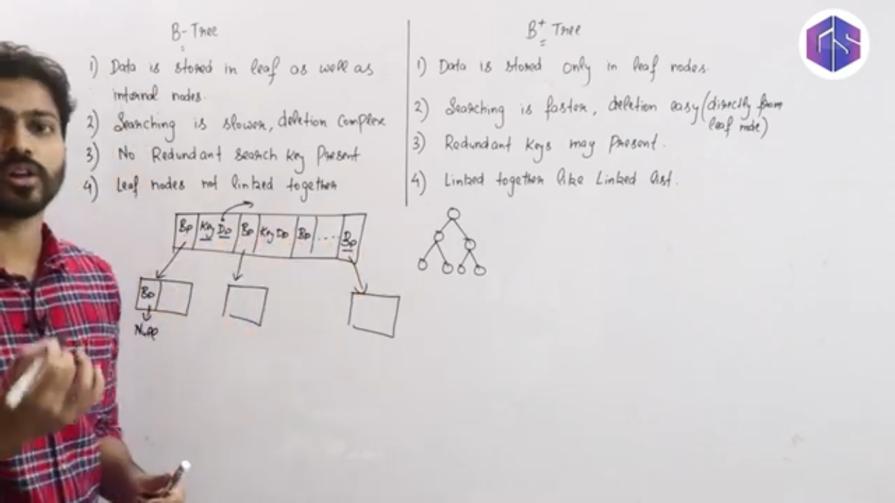 B-Tree
1) Data is stored in leaf as well as
internal nodes.
2) Searching is slower, deletion complex
3) No Redundant search key present
4) Leaf nodes not linked together
Bp Key Dp Bp Key Dp Bp ..... Bp
Bp
Null
B+ Tree
1) Data is stored only in leaf nodes.
2) Searching is faster, deletion easy (directly from
leaf node)
3) Redundant keys may present.
4) Linked together like linked list.
GS